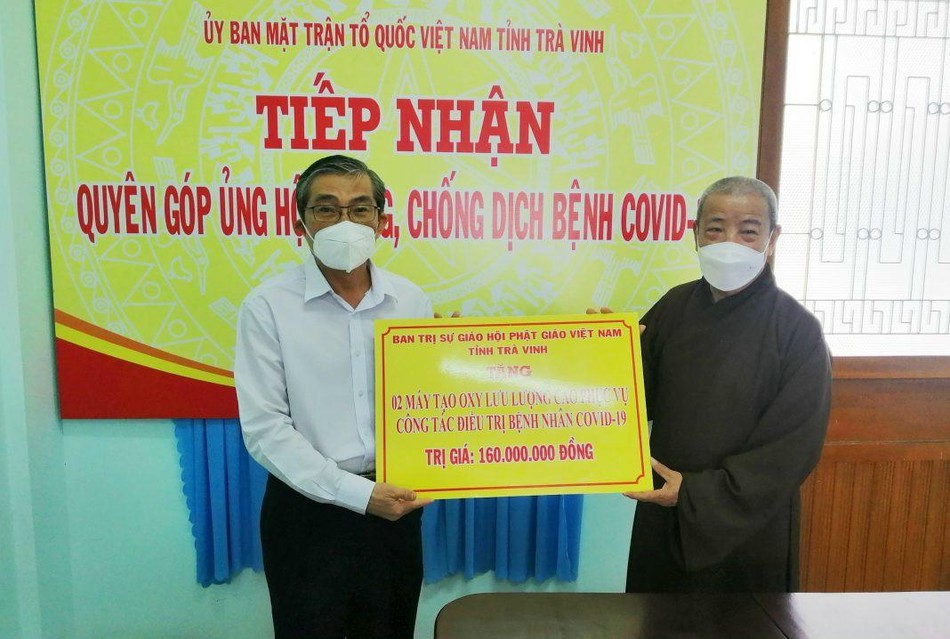 ỦY BAN MẶT TRẬN TỔ QUỐC VIỆT NAM TỈNH TRÀ VINH
TIẾP NHẬN
QUYÊN GÓP ỦNG HỘ, CHỐNG DỊCH BỆNH COVID-
BAN TRỊ SỰ GIÁO HỘI PHẬT GIÁO VIỆT NAM
TỈNH TRÀ VINH
TẶNG
02 MÁY TẠO OXY LƯU LƯỢNG CAO PHỤC VỤ
CÔNG TÁC ĐIỀU TRỊ BỆNH NHÂN COVID-19
TRỊ GIÁ: 160.000.000 ĐỒNG